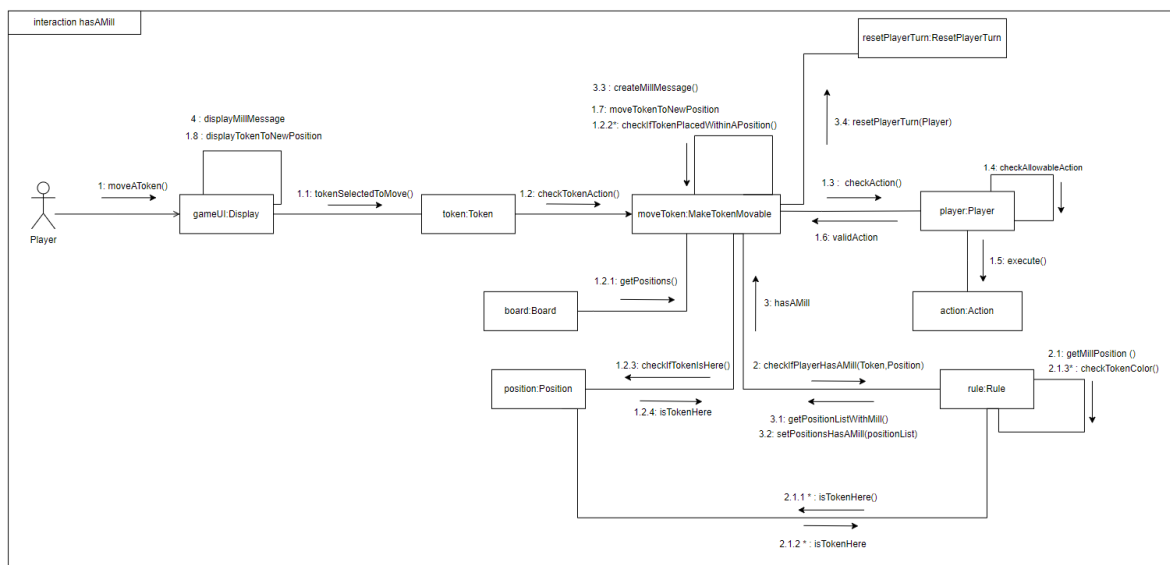 interaction hasAMill
resetPlayerTurn:ResetPlayerTurn
3.3 : createMillMessage()
1.7: moveTokenToNewPosition
1.2.2*: checkIfTokenPlacedWithinAPosition()
4 : displayMillMessage
1.8 : displayTokenToNewPosition
3.4: resetPlayerTurn(Player)
1.4: checkAllowableAction
1: moveAToken()
1.1: tokenSelectedToMove()
1.2: checkTokenAction()
1.3 : checkAction()
gameUI:Display
token:Token
moveToken:MakeTokenMovable
player:Player
Player
1.6: validAction
1.5: execute()
1.2.1: getPositions()
3: hasAMill
board:Board
action:Action
1.2.3: checkIfTokenIsHere()
2: checkIfPlayerHasAMill(Token,Position)
2.1: getMillPosition ()
2.1.3* : checkTokenColor()
position:Position
rule:Rule
1.2.4: isTokenHere
3.1: getPositionListWithMill()
3.2: setPositionsHasAMill(positionList)
2.1.1 * : isTokenHere()
2.1.2 * : isTokenHere